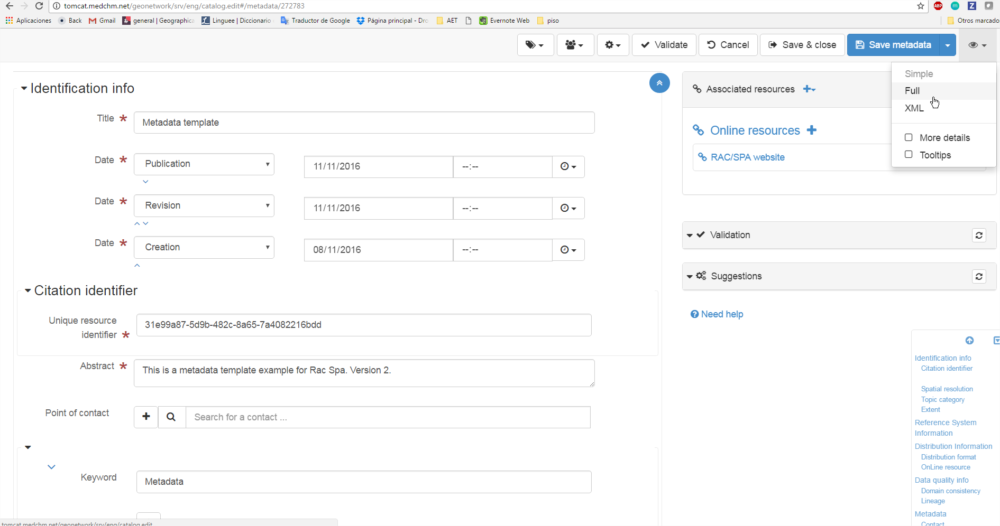 tomcat.medchm.net/geonetwork/srv/eng/catalog.edit#/metadata/272783
ABP m Z
Aplicaciones Back Gmail general | Geographica Linguee | Diccionario Traductor de Google Página principal - Dro AET Evernote Web piso Otros marcado
Validate Cancel Save & close Save metadata
Simple
Full
XML
More details
Tooltips
Identification info
Title * Metadata template
Date * Publication 11/11/2016 --:--
Date * Revision 11/11/2016 --:--
Date * Creation 08/11/2016 --:--
Citation identifier
Unique resource
identifier * 31e99a87-5d9b-482c-8a65-7a4082216bdd
Abstract * This is a metadata template example for Rac Spa. Version 2.
Point of contact Search for a contact ...
Keyword Metadata
Associated resources
Online resources
RAC/SPA website
Validation
Suggestions
Need help
Identification info
Citation identifier
Spatial resolution
Topic category
Extent
Reference System
Information
Distribution Information
Distribution format
OnLine resource
Data quality info
Domain consistency
Lineage
Metadata
Contact
tomcat.medchm.net/geonetwork/srv/eng/catalog.edit